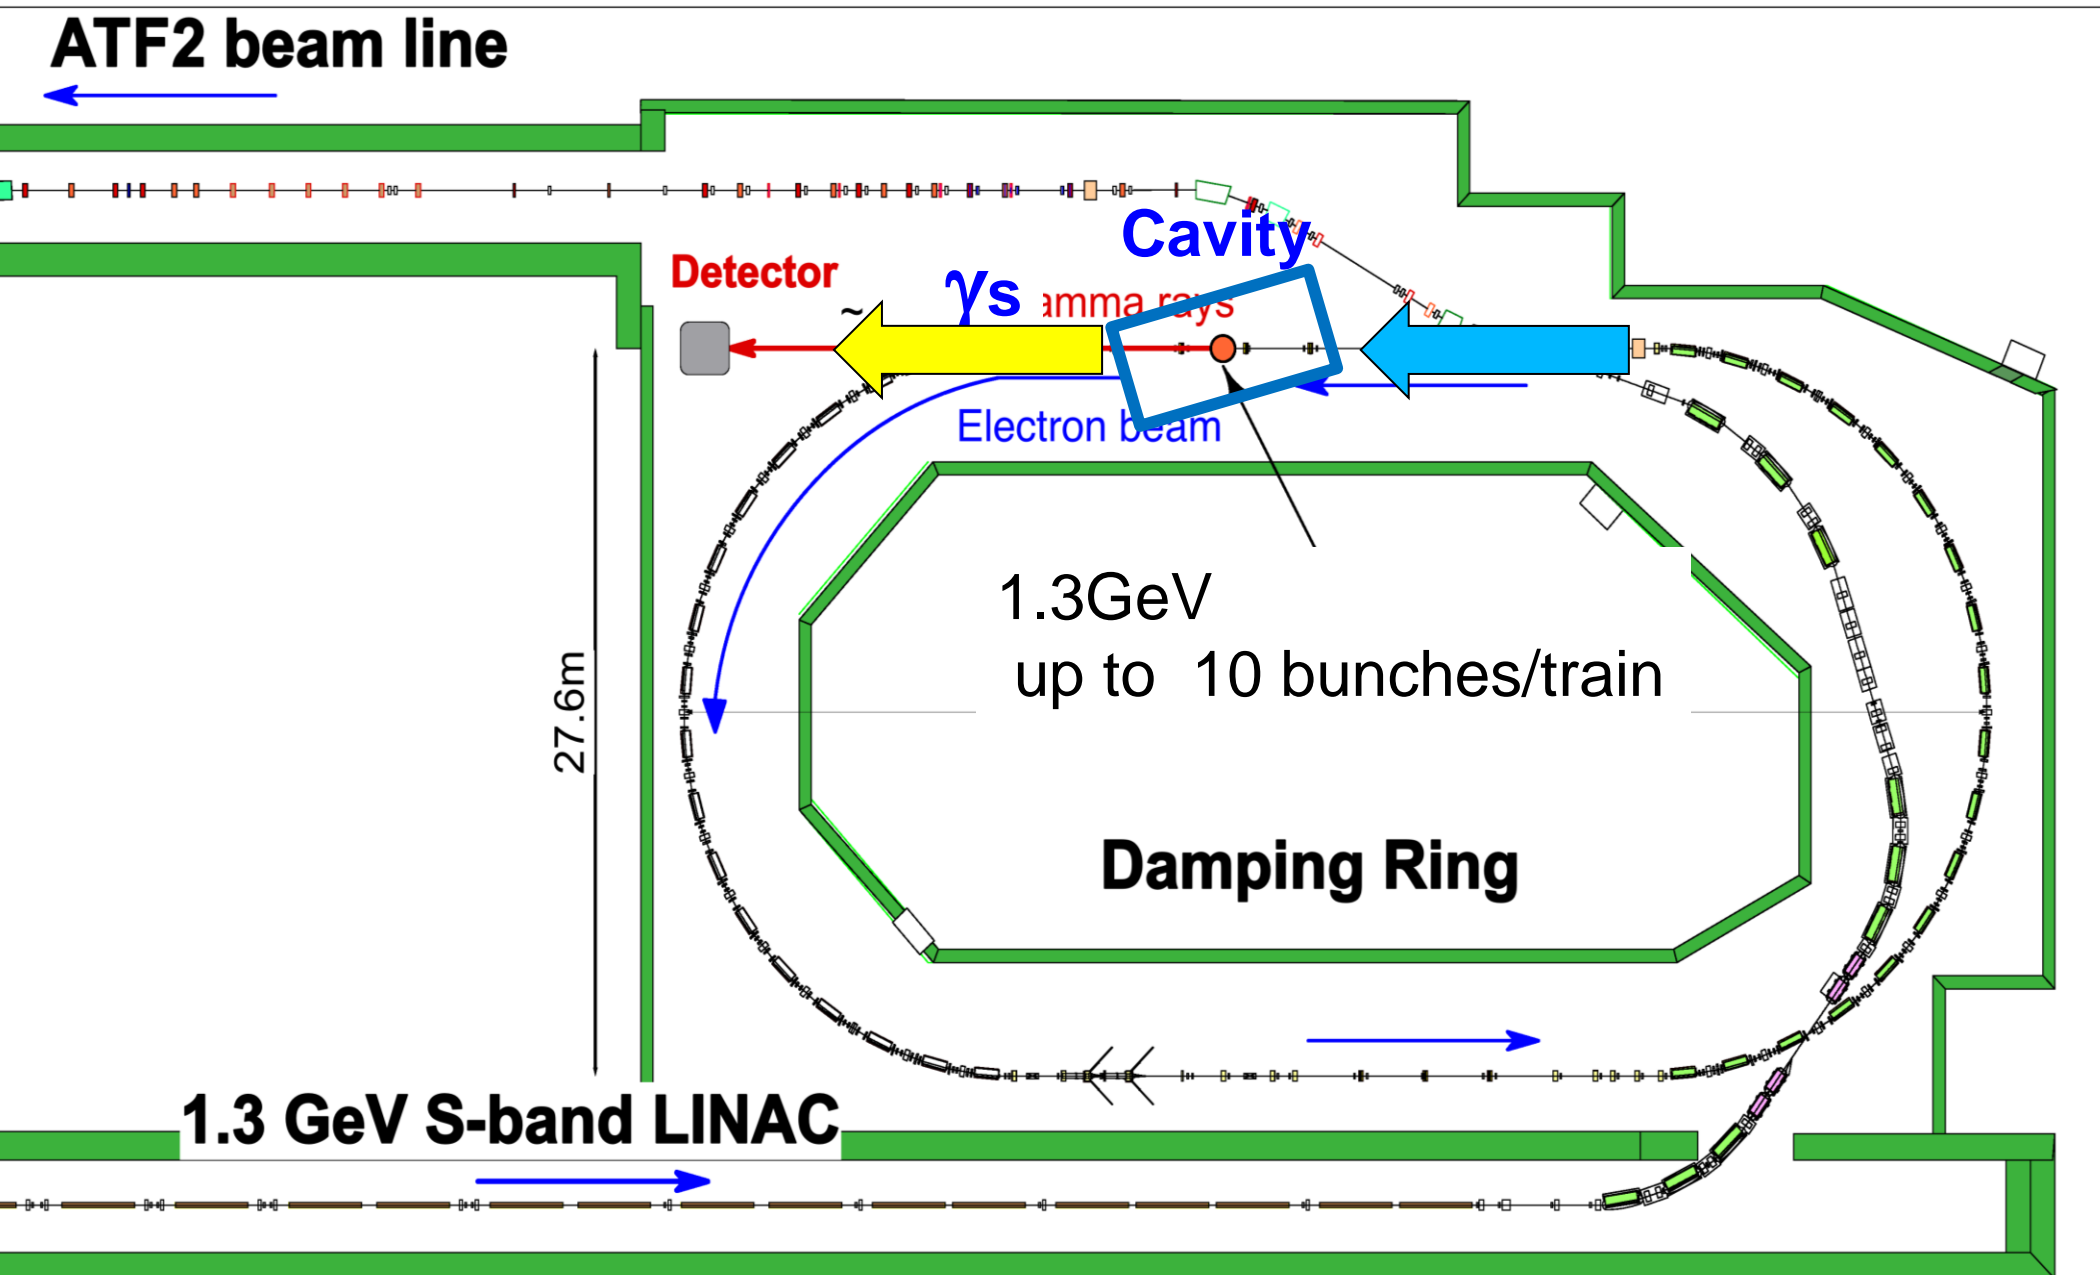 ATF2 beam line
Cavity
Detector
γs
amma rays
~
Electron beam
1.3GeV
up to 10 bunches/train
27.6m
Damping Ring
1.3 GeV S-band LINAC